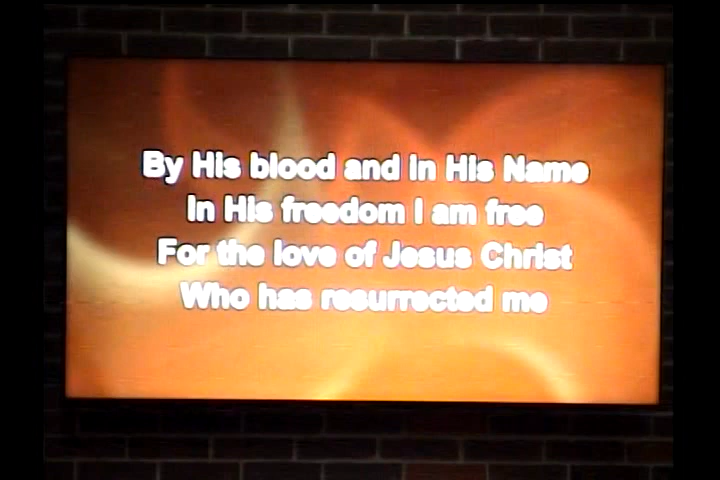 By His blood and in His Name
In His freedom I am free
For the love of Jesus Christ
Who has resurrected me